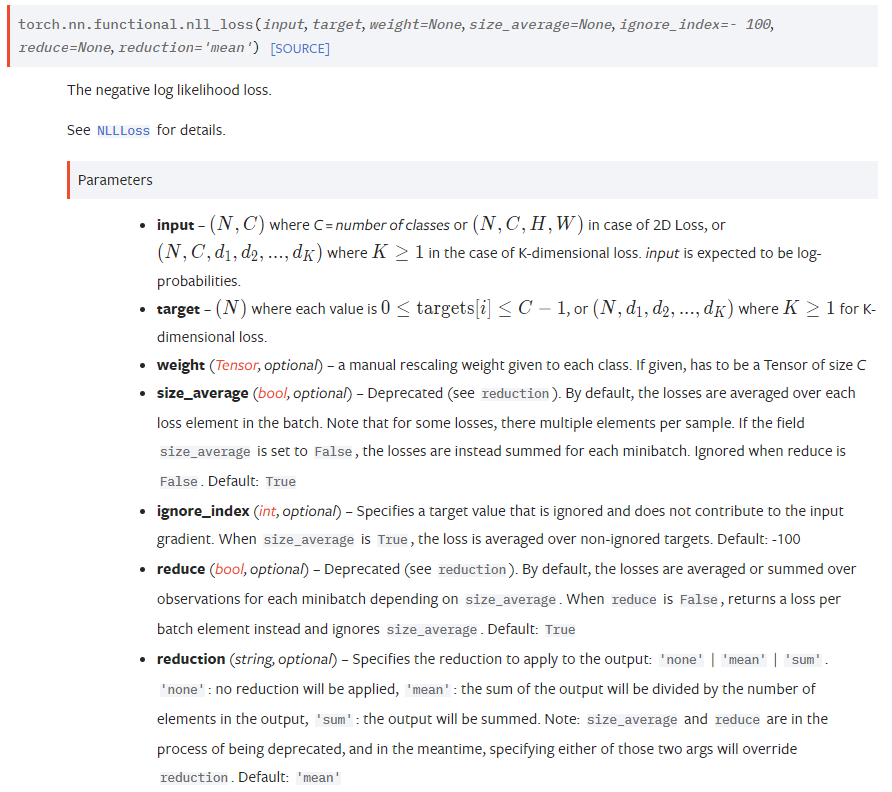 torch.nn.functional.nll_loss(input, target, weight=None, size_average=None, ignore_index=- 100,
reduce=None, reduction='mean') [SOURCE]
The negative log likelihood loss.
See NLLLoss for details.
Parameters
• input – (N, C) where C = number of classes or (N, C, H, W) in case of 2D Loss, or
(N, C, d₁, d₂, ..., d_K) where K ≥ 1 in the case of K-dimensional loss. input is expected to be log-
probabilities.
• target – (N) where each value is 0 ≤ targets[i] ≤ C − 1, or (N, d₁, d₂, ..., d_K) where K ≥ 1 for K-
dimensional loss.
• weight (Tensor, optional) – a manual rescaling weight given to each class. If given, has to be a Tensor of size C
• size_average (bool, optional) – Deprecated (see reduction). By default, the losses are averaged over each
loss element in the batch. Note that for some losses, there multiple elements per sample. If the field
size_average is set to False, the losses are instead summed for each minibatch. Ignored when reduce is
False. Default: True
• ignore_index (int, optional) – Specifies a target value that is ignored and does not contribute to the input
gradient. When size_average is True, the loss is averaged over non-ignored targets. Default: -100
• reduce (bool, optional) – Deprecated (see reduction). By default, the losses are averaged or summed over
observations for each minibatch depending on size_average. When reduce is False, returns a loss per
batch element instead and ignores size_average. Default: True
• reduction (string, optional) – Specifies the reduction to apply to the output: 'none' | 'mean' | 'sum'.
'none': no reduction will be applied, 'mean': the sum of the output will be divided by the number of
elements in the output, 'sum': the output will be summed. Note: size_average and reduce are in the
process of being deprecated, and in the meantime, specifying either of those two args will override
reduction. Default: 'mean'